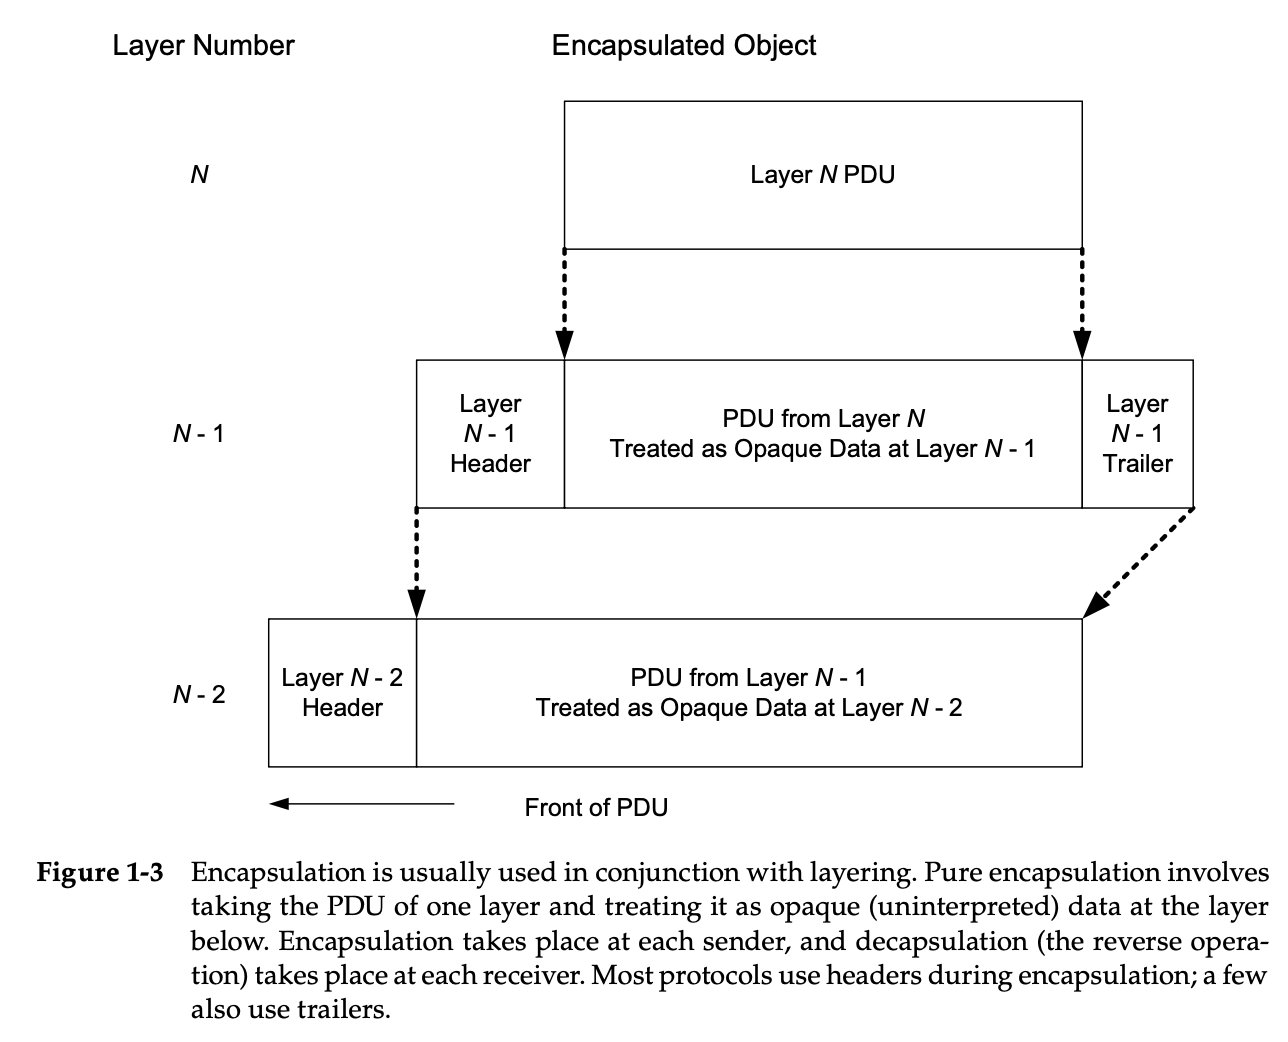 Layer Number Encapsulated Object
N
Layer N PDU
Layer
N - 1
Header
PDU from Layer N
Treated as Opaque Data at Layer N - 1
Layer
N - 1
Trailer
N - 1
Layer N - 2
Header
PDU from Layer N - 1
Treated as Opaque Data at Layer N - 2
N - 2
Front of PDU
Figure 1-3 Encapsulation is usually used in conjunction with layering. Pure encapsulation involves
taking the PDU of one layer and treating it as opaque (uninterpreted) data at the layer
below. Encapsulation takes place at each sender, and decapsulation (the reverse opera-
tion) takes place at each receiver. Most protocols use headers during encapsulation; a few
also use trailers.